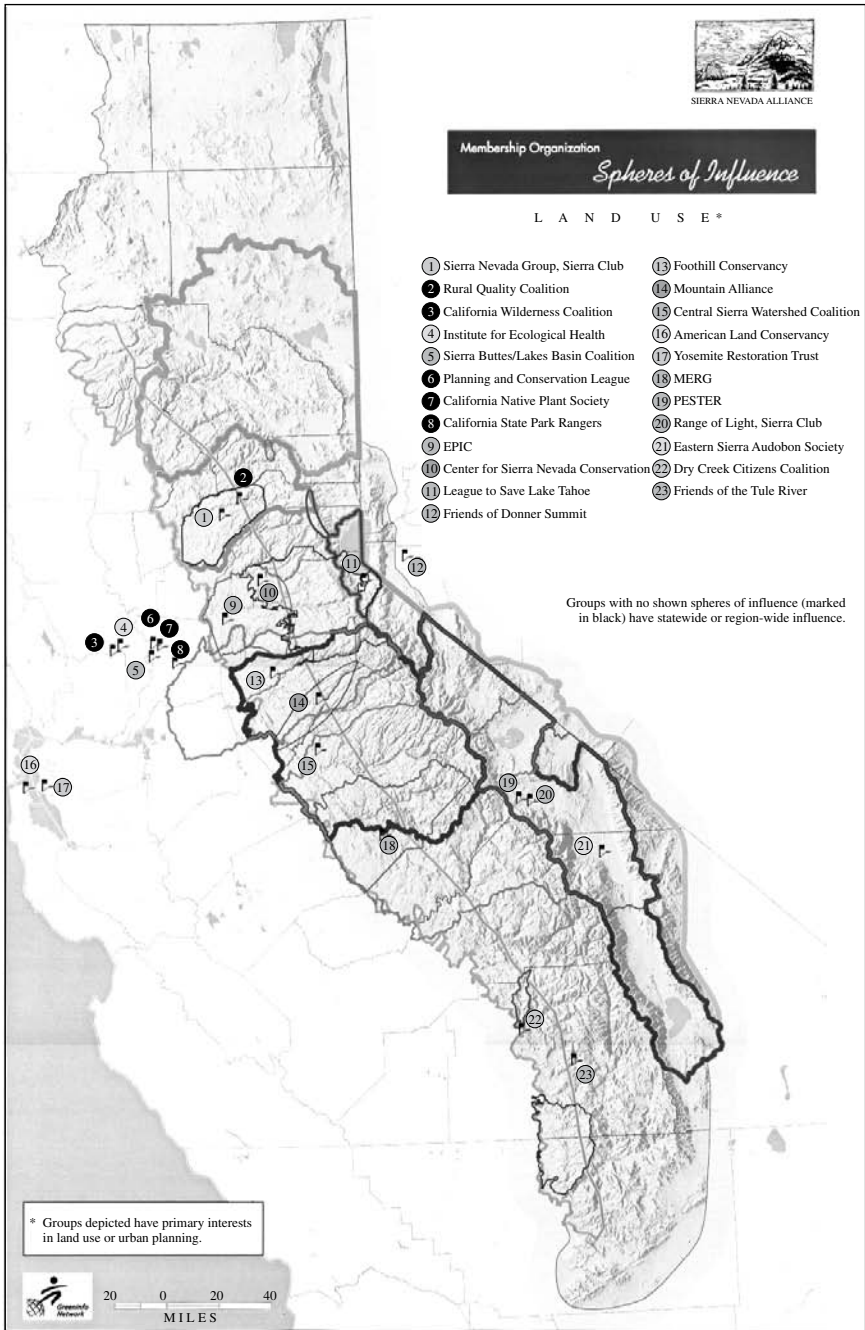 SIERRA NEVADA ALLIANCE
Membership Organization
Spheres of Influence
LAND USE*
1 Sierra Nevada Group, Sierra Club
2 Rural Quality Coalition
3 California Wilderness Coalition
4 Institute for Ecological Health
5 Sierra Buttes/Lakes Basin Coalition
6 Planning and Conservation League
7 California Native Plant Society
8 California State Park Rangers
9 EPIC
10 Center for Sierra Nevada Conservation
11 League to Save Lake Tahoe
12 Friends of Donner Summit
13 Foothill Conservancy
14 Mountain Alliance
15 Central Sierra Watershed Coalition
16 American Land Conservancy
17 Yosemite Restoration Trust
18 MERG
19 PESTER
20 Range of Light, Sierra Club
21 Eastern Sierra Audobon Society
22 Dry Creek Citizens Coalition
23 Friends of the Tule River
Groups with no shown spheres of influence (marked
in black) have statewide or region-wide influence.
2
1
11
12
10
9
6
4
7
3
8
5
13
14
15
16
17
19
20
18
21
22
23
* Groups depicted have primary interests
in land use or urban planning.
Greeninfo
Network
20 0 20 40
MILES